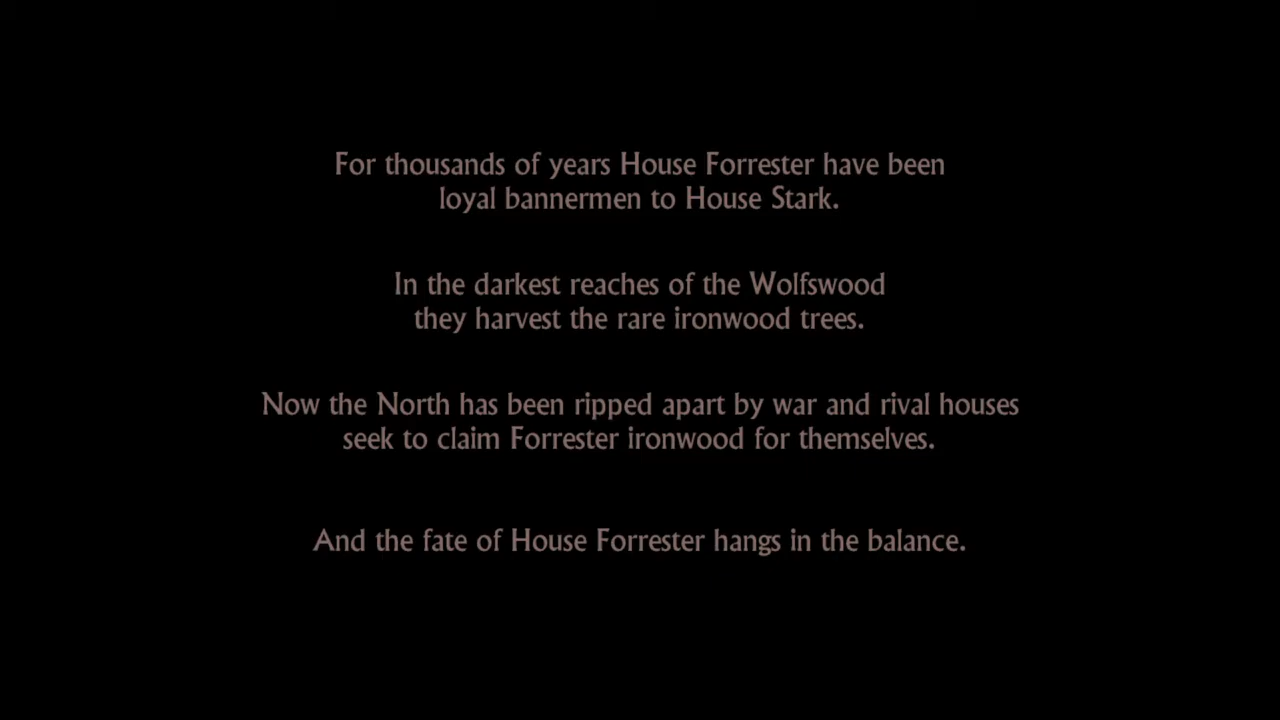 For thousands of years House Forrester have been
loyal bannermen to House Stark.
In the darkest reaches of the Wolfswood
they harvest the rare ironwood trees.
Now the North has been ripped apart by war and rival houses
seek to claim Forrester ironwood for themselves.
And the fate of House Forrester hangs in the balance.